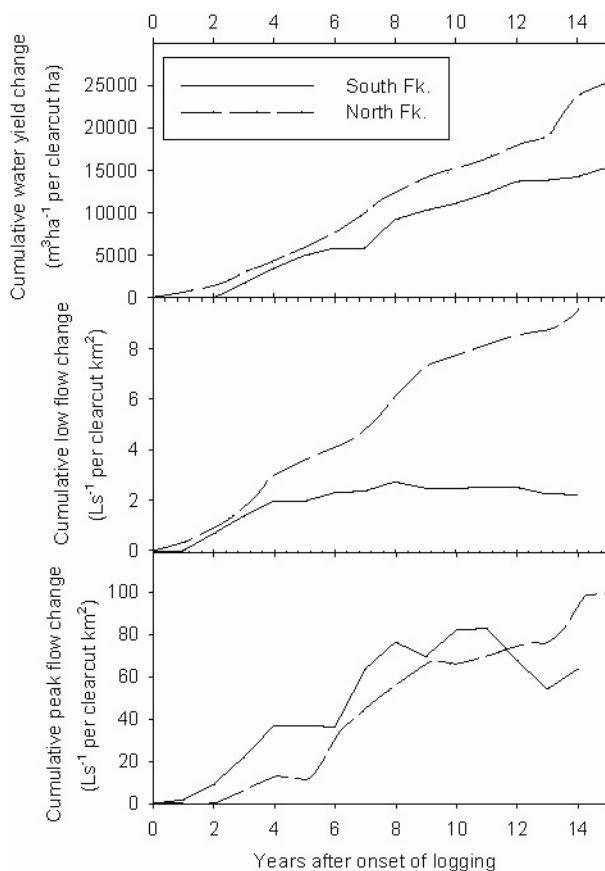 0 2 4 6 8 10 12 14
South Fk.
North Fk.
Cumulative water yield change
(m³ha⁻¹ per clearcut ha)
25000
20000
15000
10000
5000
0
Cumulative low flow change
(Ls⁻¹ per clearcut km²)
8
6
4
2
0
Cumulative peak flow change
(Ls⁻¹ per clearcut km²)
100
80
60
40
20
0
0 2 4 6 8 10 12 14
Years after onset of logging